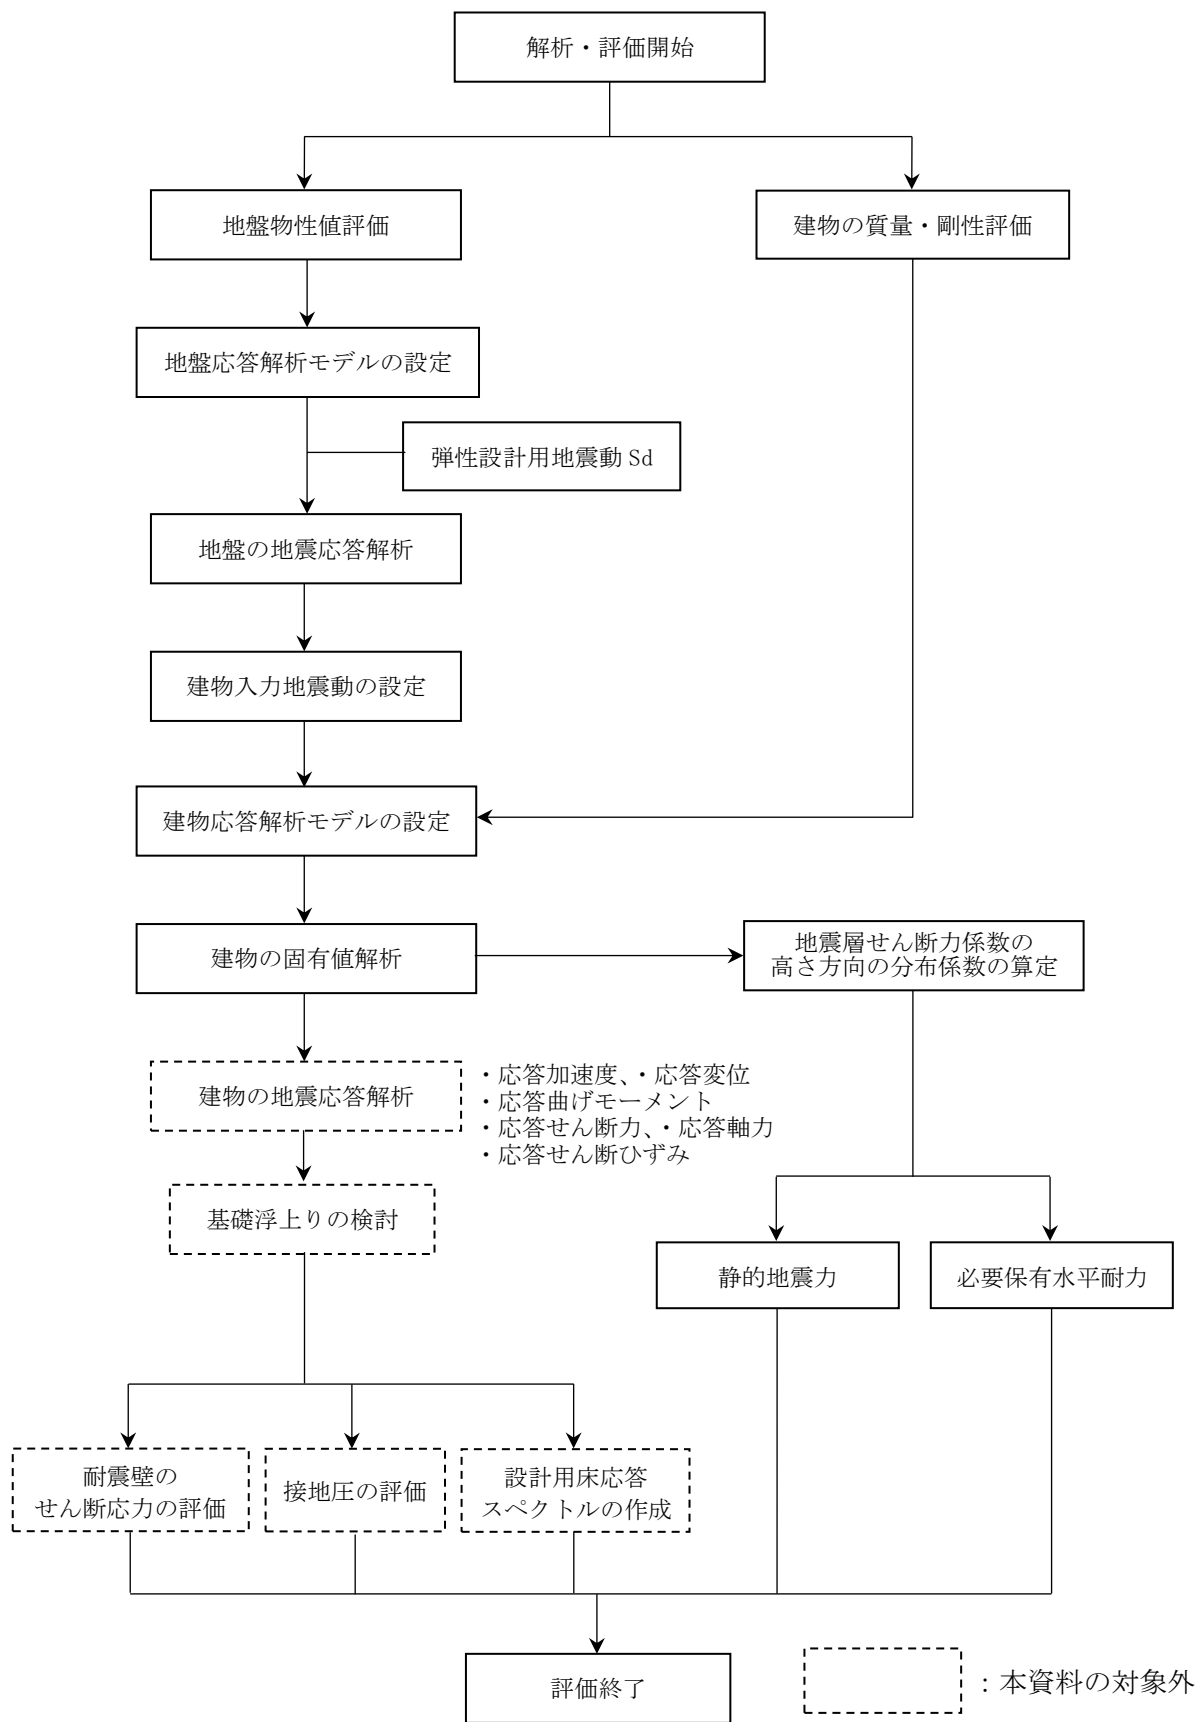 解析・評価開始
地盤物性値評価
建物の質量・剛性評価
地盤応答解析モデルの設定
弾性設計用地震動 Sd
地盤の地震応答解析
建物入力地震動の設定
建物応答解析モデルの設定
建物の固有値解析
地震層せん断力係数の
高さ方向の分布係数の算定
建物の地震応答解析
・応答加速度、・応答変位
・応答曲げモーメント
・応答せん断力、・応答軸力
・応答せん断ひずみ
基礎浮上りの検討
静的地震力
必要保有水平耐力
耐震壁の
せん断応力の評価
接地圧の評価
設計用床応答
スペクトルの作成
評価終了
：本資料の対象外